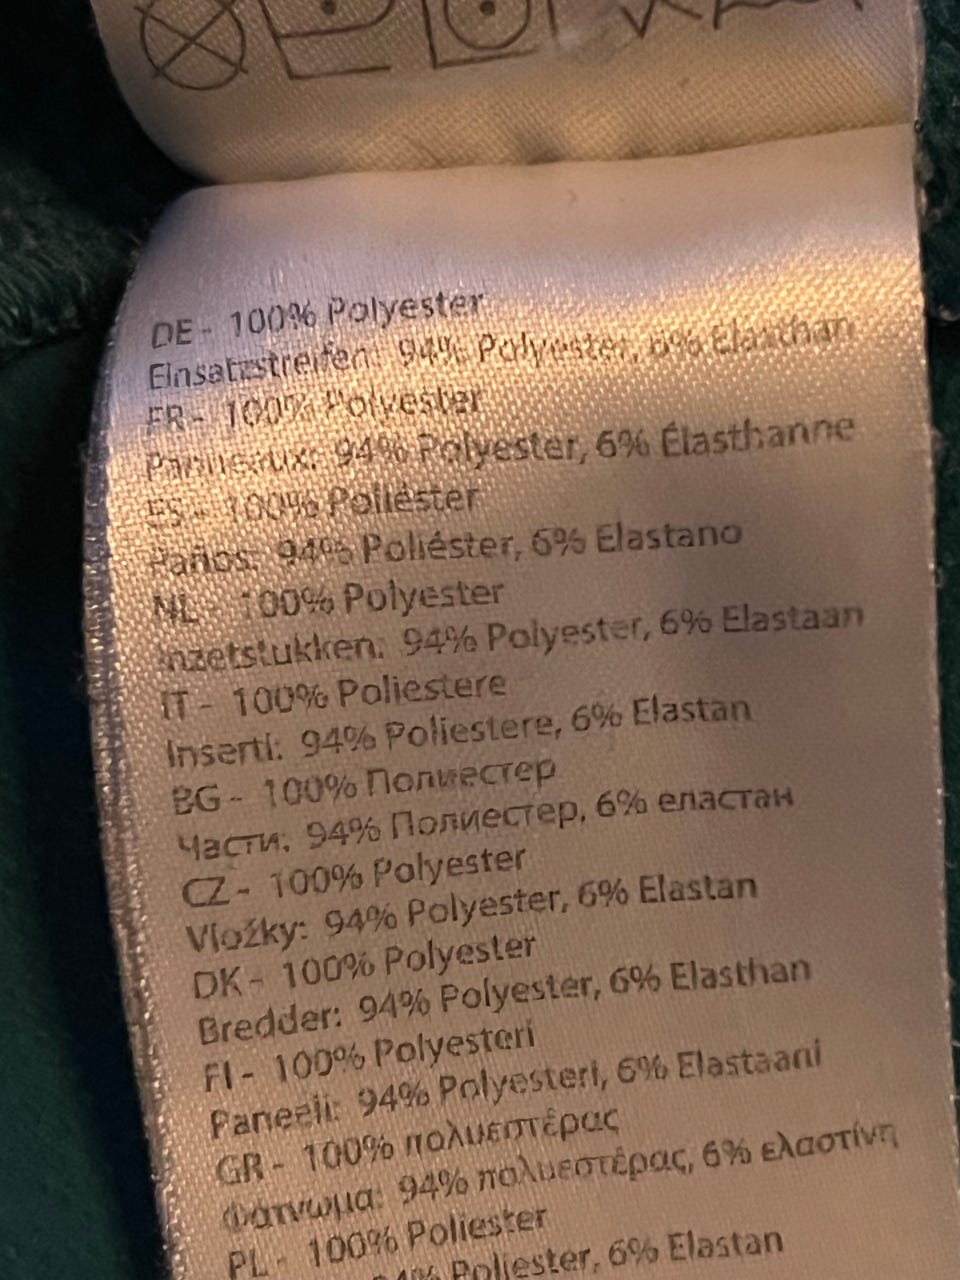 DE - 100% Polyester
Einsatzstreifen: 94% Polyester, 6% Elasthan
FR - 100% Polyester
Panneaux: 94% Polyester, 6% Élasthanne
ES - 100% Poliéster
Paños: 94% Poliéster, 6% Elastano
NL - 100% Polyester
Inzetstukken: 94% Polyester, 6% Elastaan
IT - 100% Poliestere
Inserti: 94% Poliestere, 6% Elastan
BG - 100% Полиестер
Части: 94% Полиестер, 6% еластан
CZ - 100% Polyester
Vložky: 94% Polyester, 6% Elastan
DK - 100% Polyester
Bredder: 94% Polyester, 6% Elasthan
FI - 100% Polyesteri
Paneeli: 94% Polyesteri, 6% Elastaani
GR - 100% πολυεστέρας
Φάτνωμα: 94% πολυεστέρας, 6% ελαστίνη
PL - 100% Poliester
94% Poliester, 6% Elastan